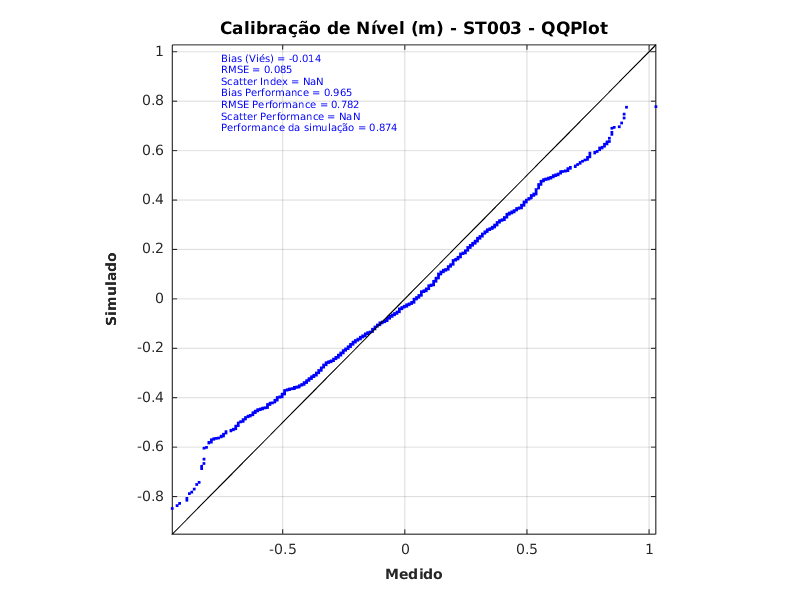 Calibração de Nível (m) - ST003 - QQPlot
Bias (Viés) = -0.014
RMSE = 0.085
Scatter Index = NaN
Bias Performance = 0.965
RMSE Performance = 0.782
Scatter Performance = NaN
Performance da simulação = 0.874
1
0.8
0.6
0.4
0.2
0
-0.2
-0.4
-0.6
-0.8
Simulado
-0.5
0
0.5
1
Medido